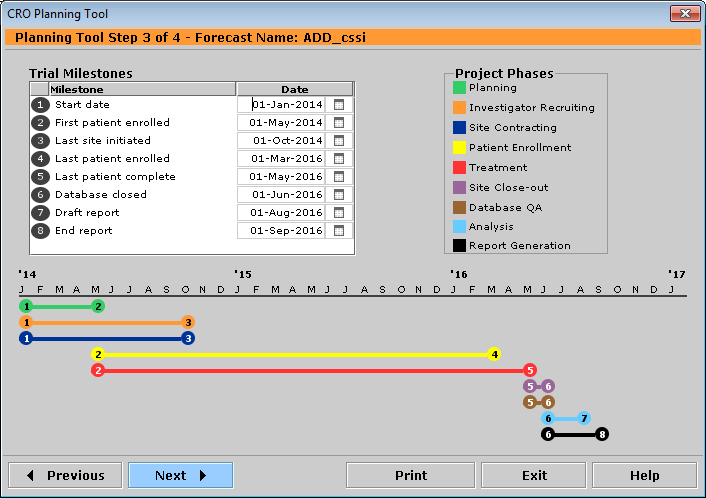 CRO Planning Tool
Planning Tool Step 3 of 4 - Forecast Name: ADD_cssi
Trial Milestones
Milestone Date
1 Start date 01-Jan-2014
2 First patient enrolled 01-May-2014
3 Last site initiated 01-Oct-2014
4 Last patient enrolled 01-Mar-2016
5 Last patient complete 01-May-2016
6 Database closed 01-Jun-2016
7 Draft report 01-Aug-2016
8 End report 01-Sep-2016
Project Phases
Planning
Investigator Recruiting
Site Contracting
Patient Enrollment
Treatment
Site Close-out
Database QA
Analysis
Report Generation
'14 '15 '16 '17
J F M A M J J A S O N D J F M A M J J A S O N D J F M A M J J A S O N D J
1 2
1 3
1 3
2 4
2 5
5 6
5 6
6 7
6 8
Previous Next Print Exit Help